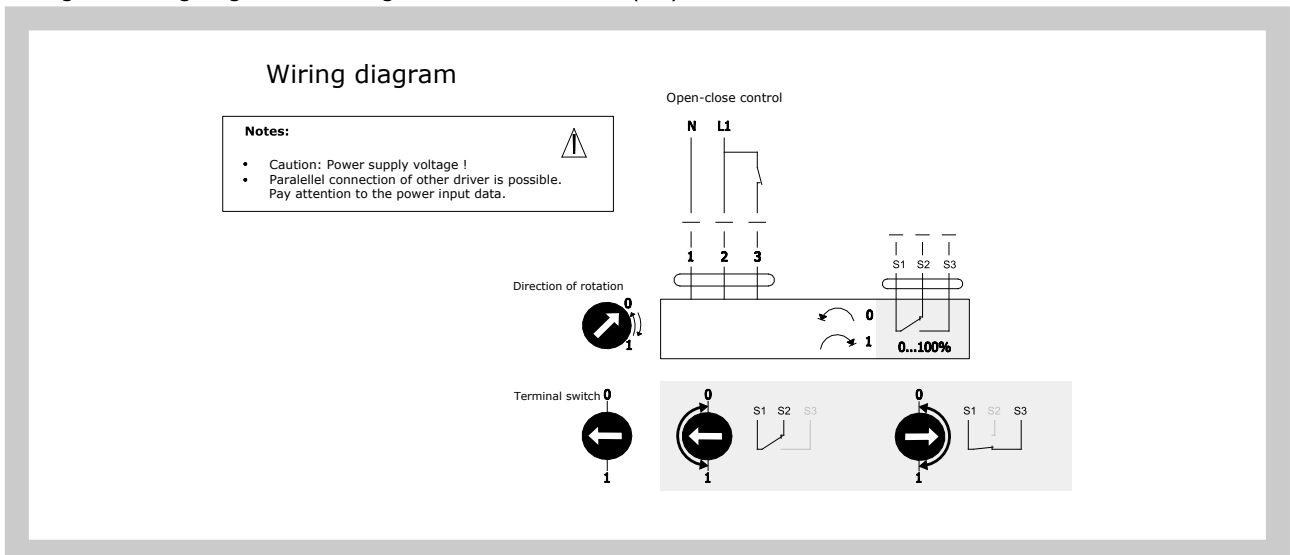 Wiring diagram
Open-close control
N L1
Notes:
• Caution: Power supply voltage !
• Paralellel connection of other driver is possible.
Pay attention to the power input data.
1 2 3
S1 S2 S3
Direction of rotation
0
1
0
1
0...100%
Terminal switch 0
1
0
1
S1 S2 S3
0
1
S1 S2 S3